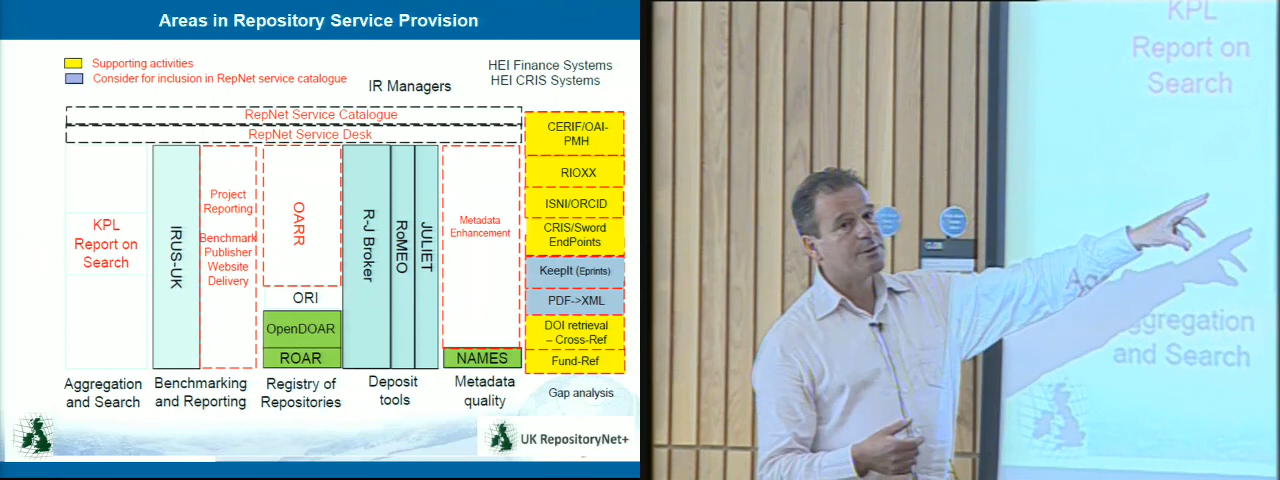 Areas in Repository Service Provision
Supporting activities
Consider for inclusion in RepNet service catalogue
IR Managers
HEI Finance Systems
HEI CRIS Systems
RepNet Service Catalogue
RepNet Service Desk
KPL
Report on
Search
IRUS-UK
Project
Reporting
Benchmark
Publisher
Website
Delivery
OARR
ORI
OpenDOAR
ROAR
R-J Broker
RoMEO
JULIET
Metadata
Enhancement
NAMES
CERIF/OAI-
PMH
RIOXX
ISNI/ORCID
CRIS/Sword
EndPoints
KeepIt (Eprints)
PDF->XML
DOI retrieval
– Cross-Ref
Fund-Ref
Aggregation
and Search
Benchmarking
and Reporting
Registry of
Repositories
Deposit
tools
Metadata
quality
Gap analysis
UK RepositoryNet+
KPL
Report on
Search
Aggregation
and Search